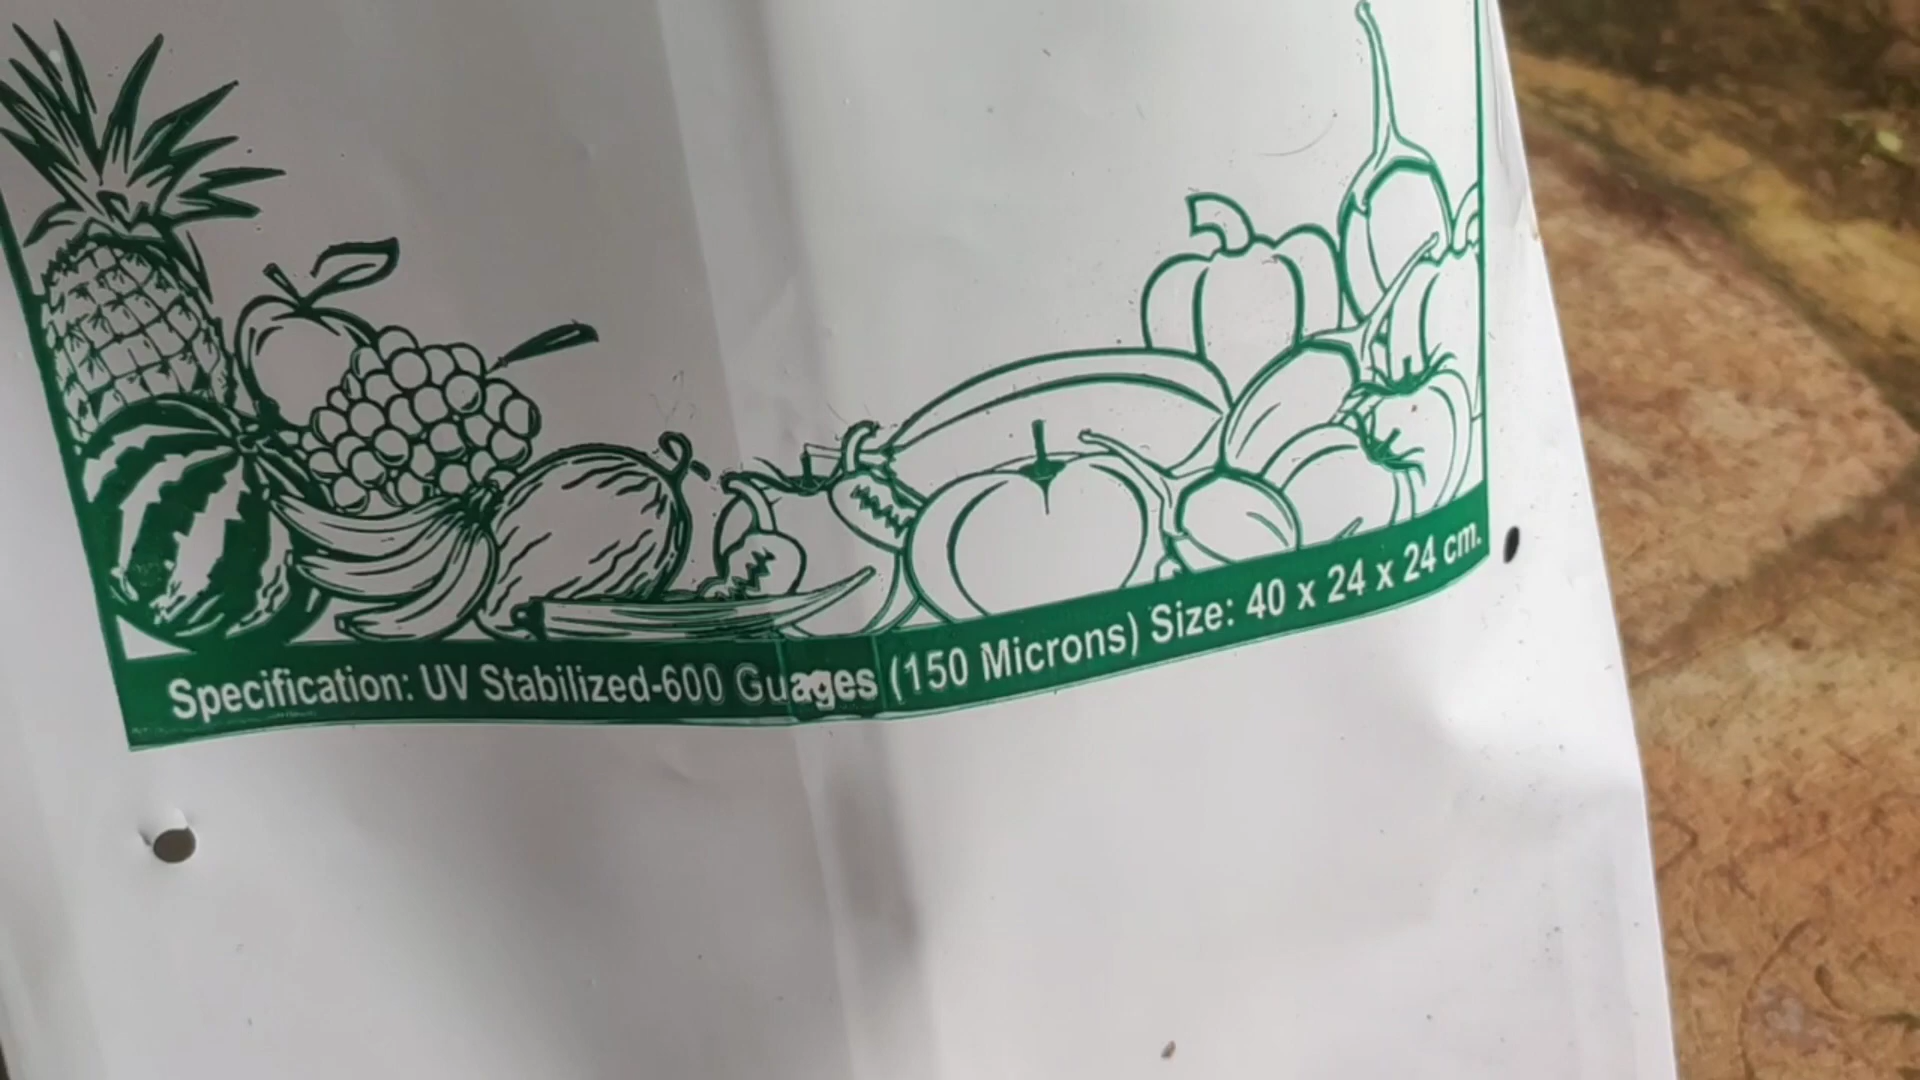 Specification: UV Stabilized-600 Guages (150 Microns) Size: 40 x 24 x 24 cm.